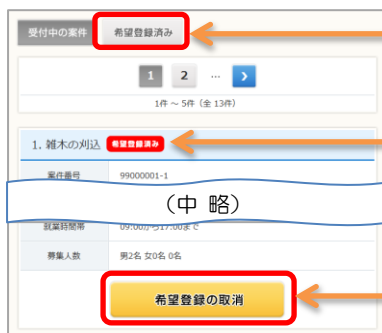 受付中の案件 希望登録済み
1 2 … ›
1件 ～ 5件 (全 13件)
1. 雑木の刈込 希望登録済み
案件番号 99000001-1
(中 略)
就業時間帯 09:00から17:00まで
募集人数 男2名 女0名 0名
希望登録の取消